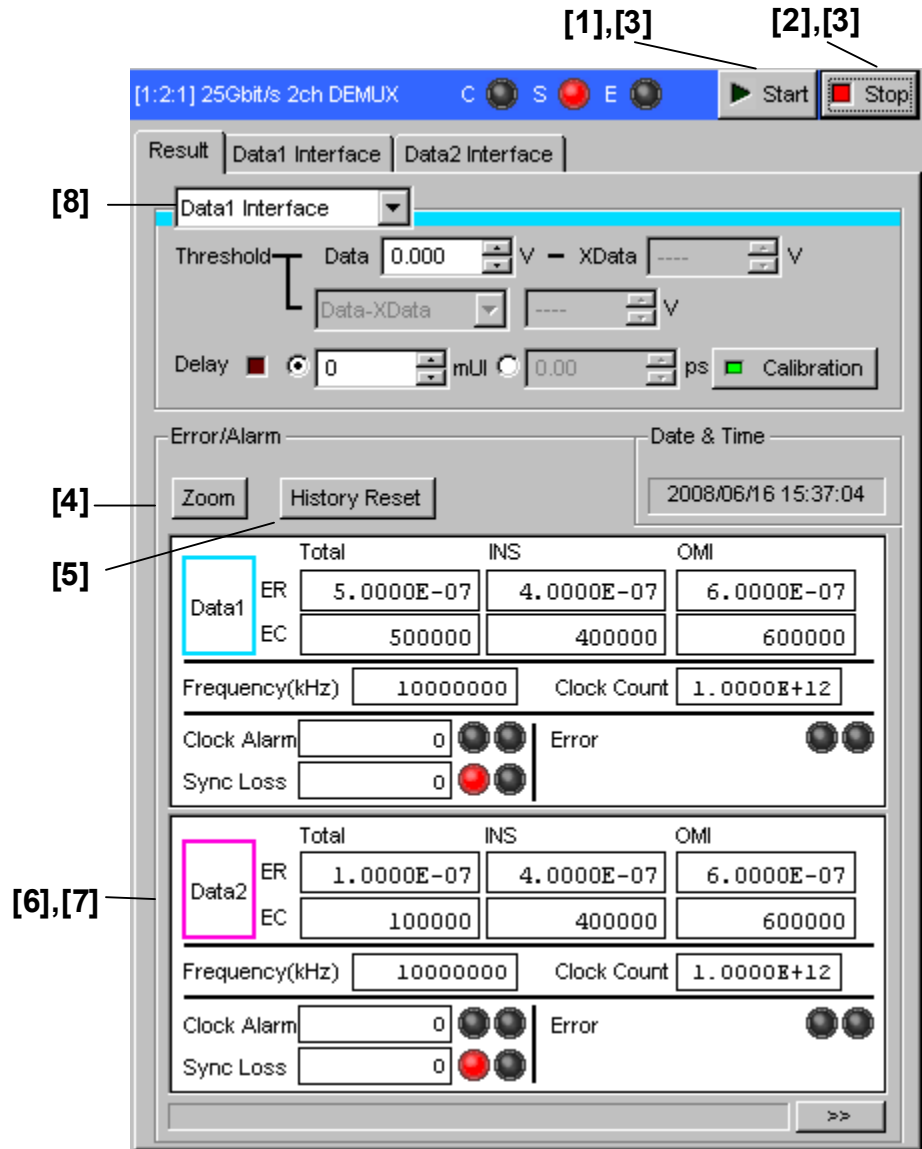 [1],[3] [2],[3]
[1:2:1] 25Gbit/s 2ch DEMUX C S E Start Stop
Result Data1 Interface Data2 Interface
[8] Data1 Interface
Threshold Data 0.000 V – XData ---- V
Data-XData ---- V
Delay 0 mUI 0.00 ps Calibration
Error/Alarm Date & Time
[4] Zoom History Reset 2008/06/16 15:37:04
[5]
Total INS OMI
Data1 ER 5.0000E-07 4.0000E-07 6.0000E-07
EC 500000 400000 600000
Frequency(kHz) 10000000 Clock Count 1.0000E+12
Clock Alarm 0 Error
Sync Loss 0
Total INS OMI
[6],[7] Data2 ER 1.0000E-07 4.0000E-07 6.0000E-07
EC 100000 400000 600000
Frequency(kHz) 10000000 Clock Count 1.0000E+12
Clock Alarm 0 Error
Sync Loss 0
>>